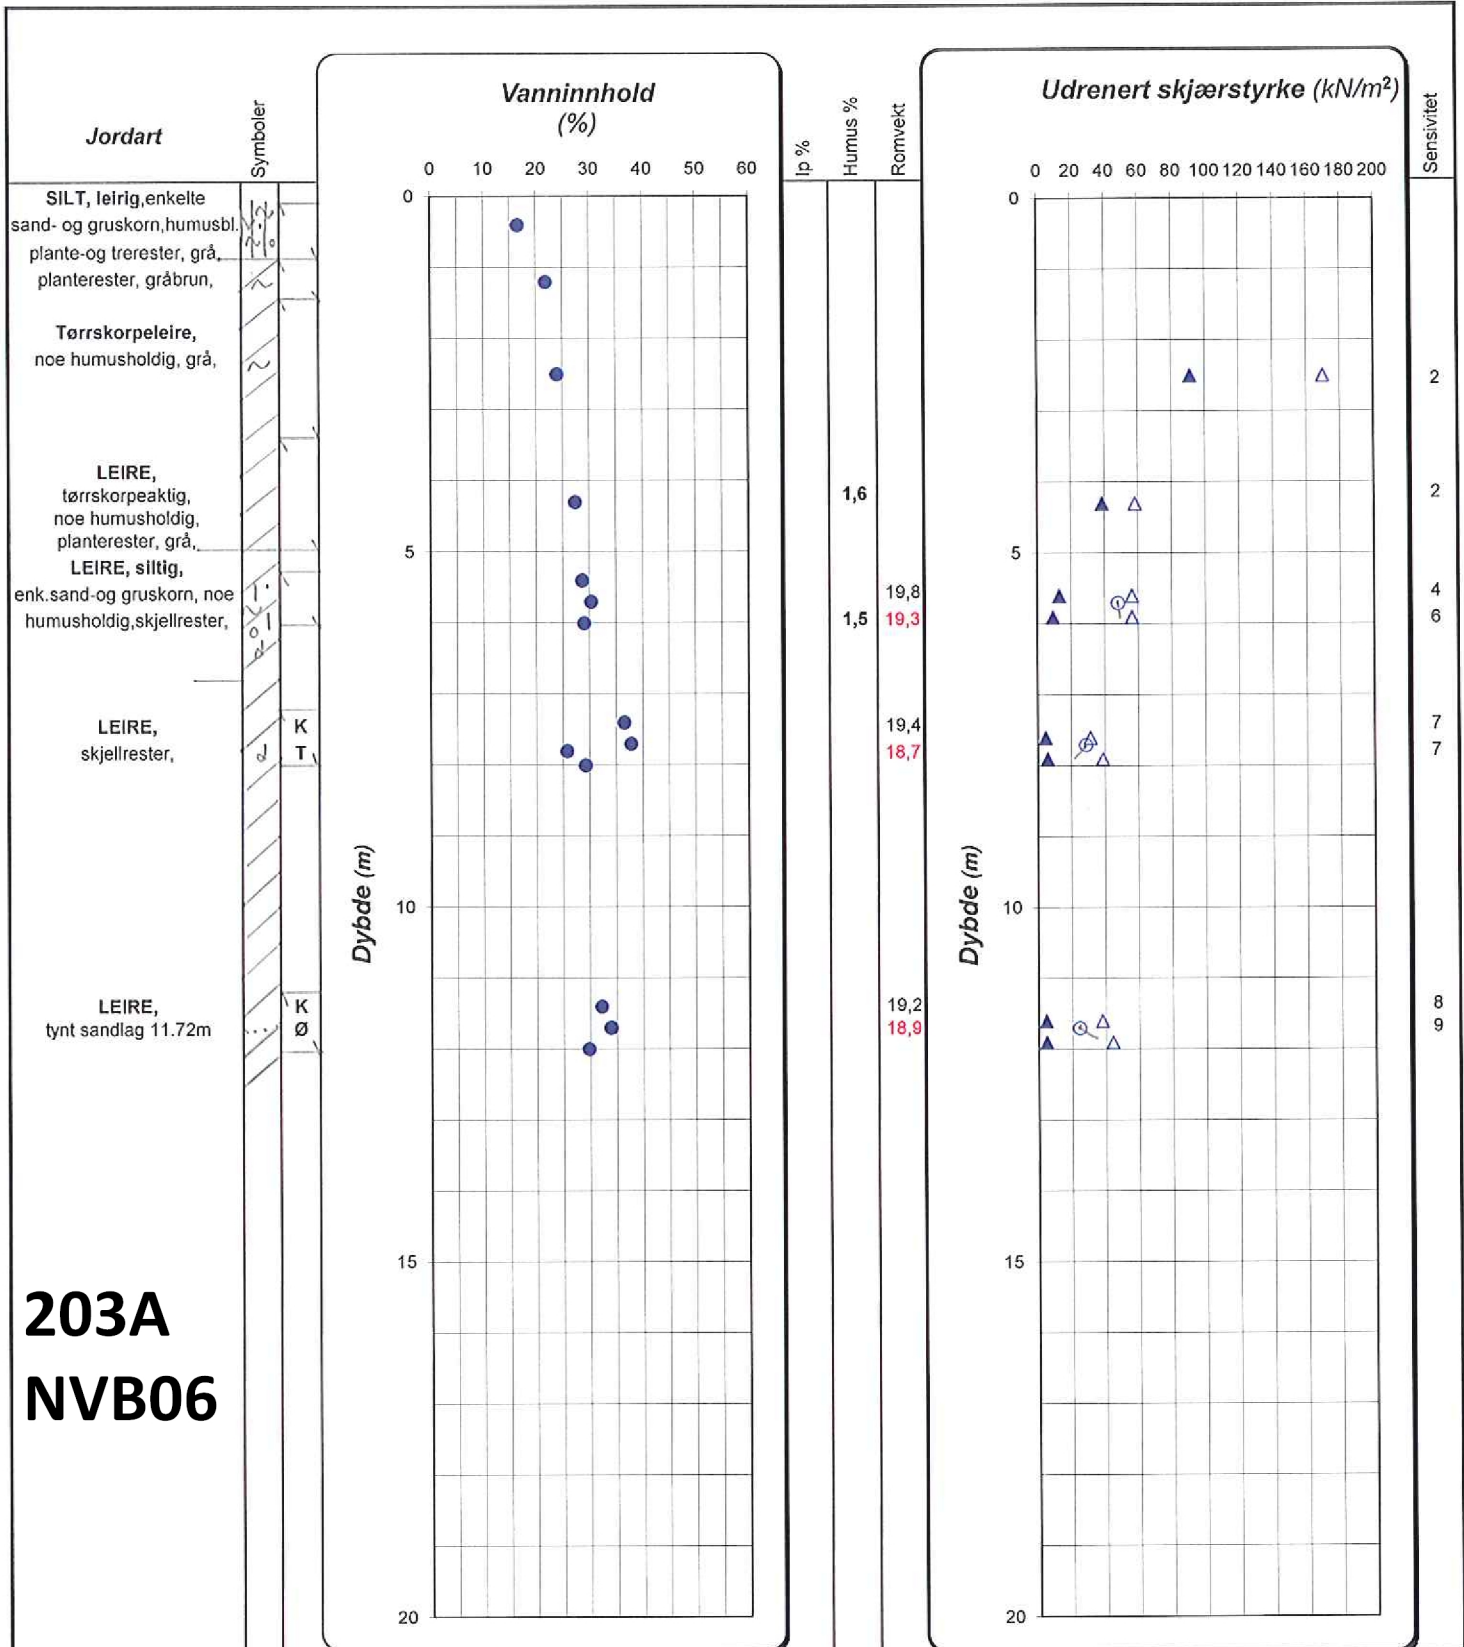 Jordart
Symboler
Vanninnhold
(%)
0 10 20 30 40 50 60
Ip %
Humus %
Romvekt
Udrenert skjærstyrke (kN/m²)
0 20 40 60 80 100 120 140 160 180 200
Sensivitet
SILT, leirig,enkelte
sand- og gruskorn,humusbl.
plante-og trerester, grå,
planterester, gråbrun,
Tørrskorpeleire,
noe humusholdig, grå,
LEIRE,
tørrskorpeaktig,
noe humusholdig,
planterester, grå,
LEIRE, siltig,
enk.sand-og gruskorn, noe
humusholdig,skjellrester,
LEIRE,
skjellrester,
LEIRE,
tynt sandlag 11.72m
K
T
K
Ø
Dybde (m)
0
5
10
15
20
1,6
1,5
19,8
19,3
19,4
18,7
19,2
18,9
Dybde (m)
0
5
10
15
20
2
2
4
6
7
7
8
9
203A
NVB06